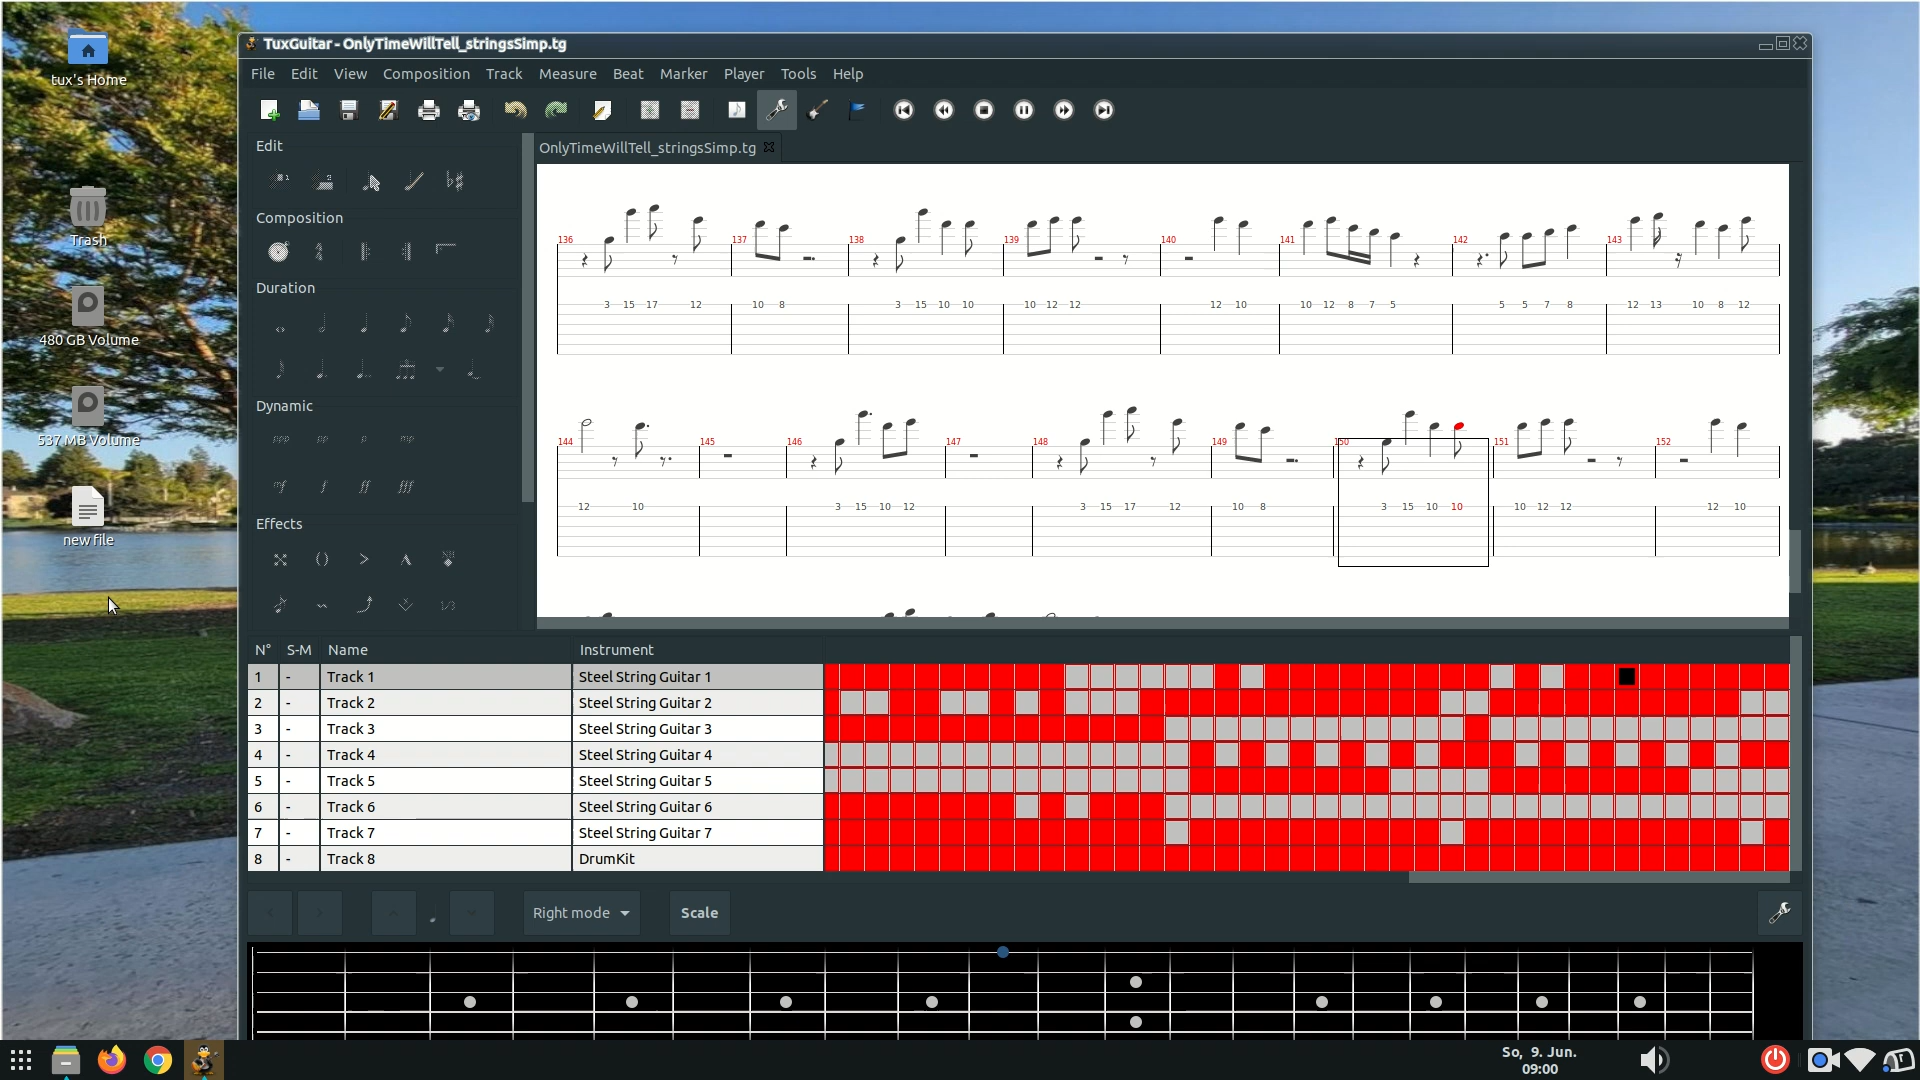 TuxGuitar - OnlyTimeWillTell_stringsSimp.tg
tux's Home
Trash
480 GB Volume
537 MB Volume
new file
File Edit View Composition Track Measure Beat Marker Player Tools Help
OnlyTimeWillTell_stringsSimp.tg
Edit
Composition
Duration
Dynamic
Effects
136 137 138 139 140 141 142 143
3 15 17 12 10 8 3 15 10 10 10 12 12 12 10 10 12 8 7 5 5 5 7 8 12 13 10 8 12
144 145 146 147 148 149 150 151 152
12 10 3 15 10 12 3 15 17 12 10 8 3 15 10 10 10 12 12 12 10
N° S-M Name Instrument
1 - Track 1 Steel String Guitar 1
2 - Track 2 Steel String Guitar 2
3 - Track 3 Steel String Guitar 3
4 - Track 4 Steel String Guitar 4
5 - Track 5 Steel String Guitar 5
6 - Track 6 Steel String Guitar 6
7 - Track 7 Steel String Guitar 7
8 - Track 8 DrumKit
Right mode
Scale
So, 9. Jun.
09:00